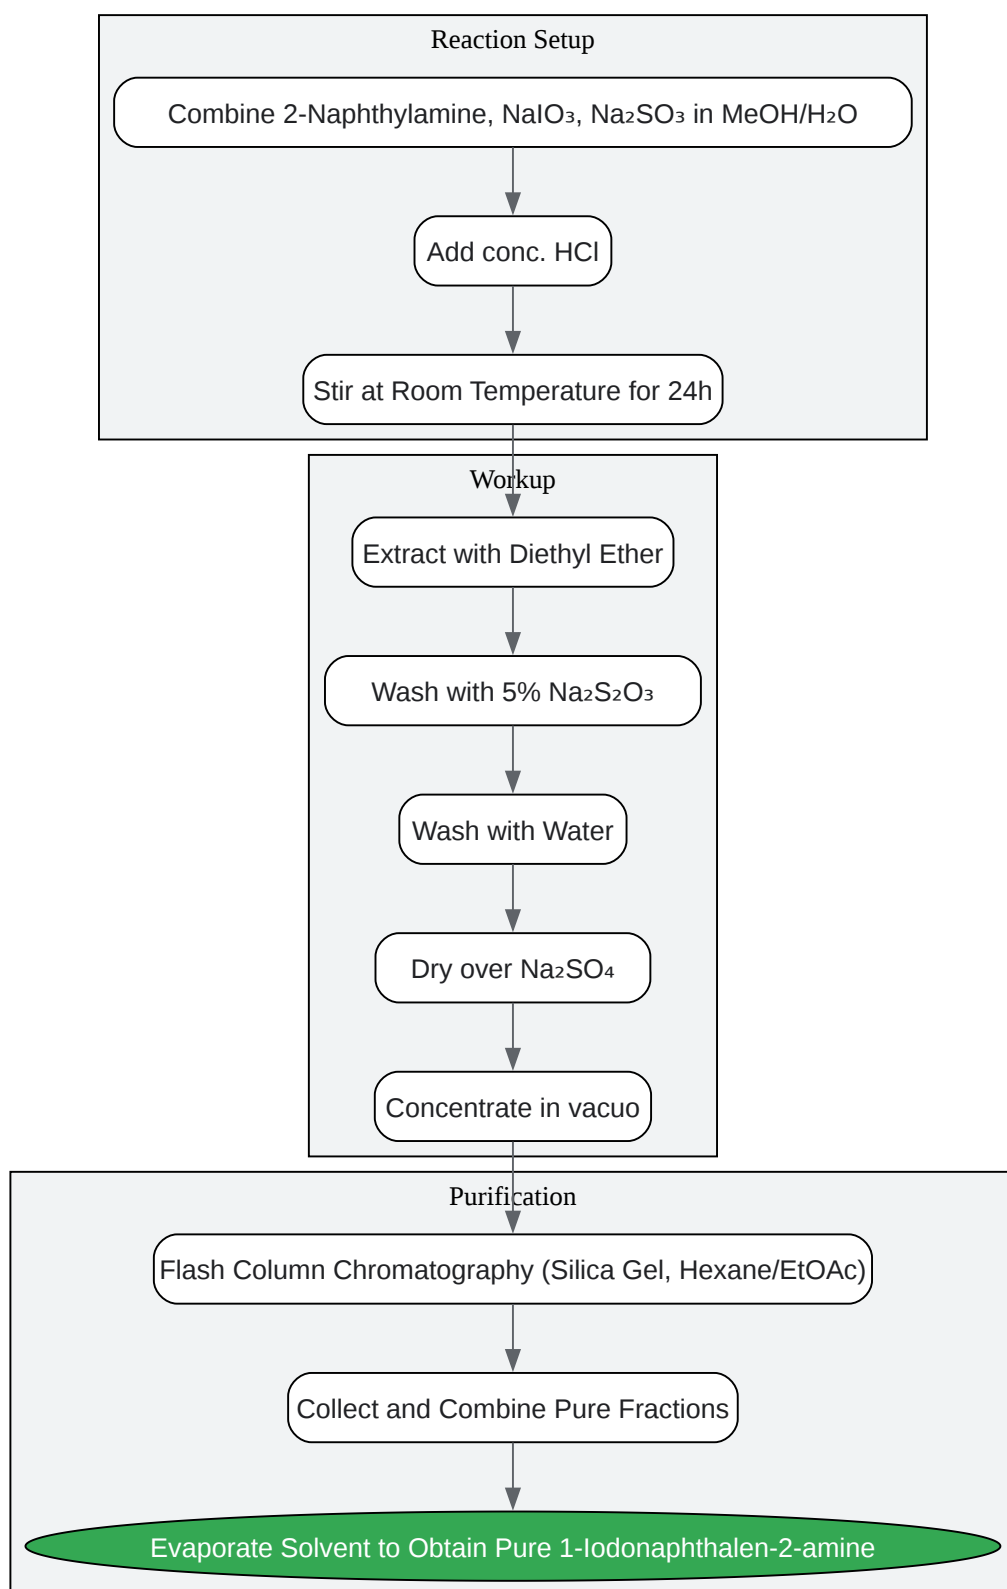 Reaction Setup
Combine 2-Naphthylamine, NaIO₃, Na₂SO₃ in MeOH/H₂O
Add conc. HCl
Stir at Room Temperature for 24h
Workup
Extract with Diethyl Ether
Wash with 5% Na₂S₂O₃
Wash with Water
Dry over Na₂SO₄
Concentrate in vacuo
Purification
Flash Column Chromatography (Silica Gel, Hexane/EtOAc)
Collect and Combine Pure Fractions
Evaporate Solvent to Obtain Pure 1-Iodonaphthalen-2-amine